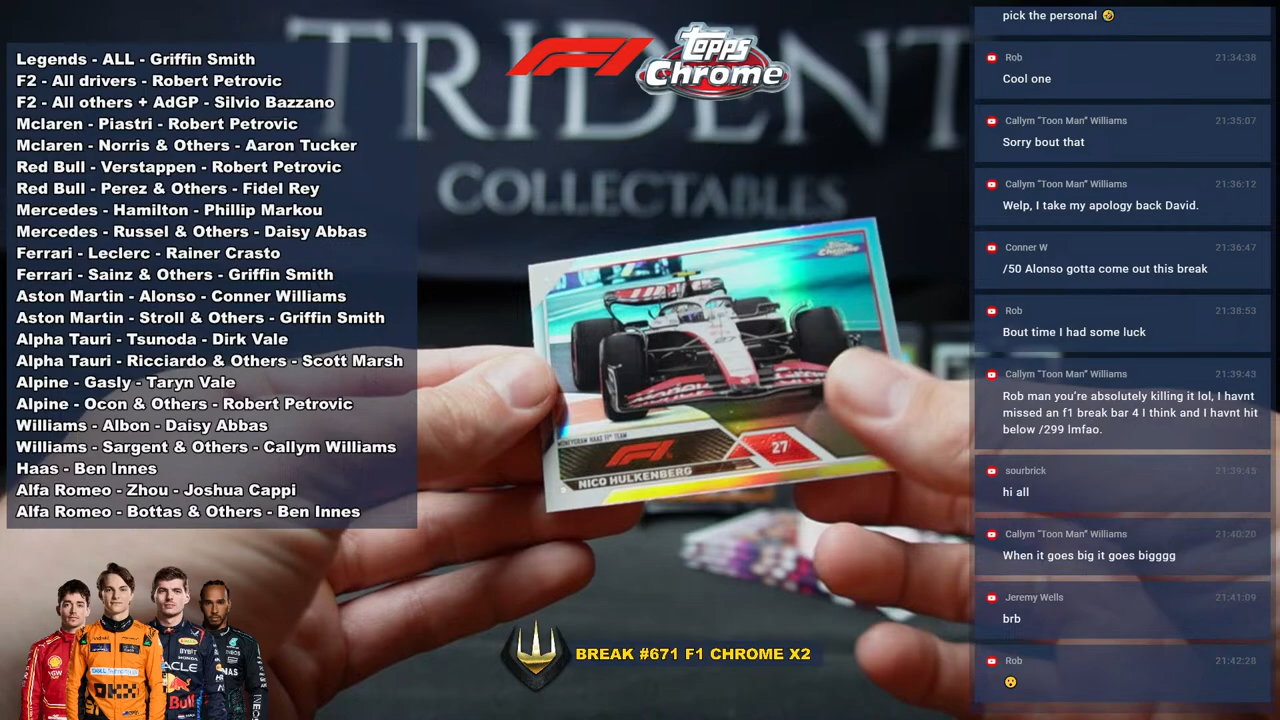 Legends - ALL - Griffin Smith
F2 - All drivers - Robert Petrovic
F2 - All others + AdGP - Silvio Bazzano
Mclaren - Piastri - Robert Petrovic
Mclaren - Norris & Others - Aaron Tucker
Red Bull - Verstappen - Robert Petrovic
Red Bull - Perez & Others - Fidel Rey
Mercedes - Hamilton - Phillip Markou
Mercedes - Russel & Others - Daisy Abbas
Ferrari - Leclerc - Rainer Crasto
Ferrari - Sainz & Others - Griffin Smith
Aston Martin - Alonso - Conner Williams
Aston Martin - Stroll & Others - Griffin Smith
Alpha Tauri - Tsunoda - Dirk Vale
Alpha Tauri - Ricciardo & Others - Scott Marsh
Alpine - Gasly - Taryn Vale
Alpine - Ocon & Others - Robert Petrovic
Williams - Albon - Daisy Abbas
Williams - Sargent & Others - Callym Williams
Haas - Ben Innes
Alfa Romeo - Zhou - Joshua Cappi
Alfa Romeo - Bottas & Others - Ben Innes
TRIDENT
COLLECTABLES
F1
Topps
Chrome
MONEYGRAM HAAS F1 TEAM
F1
27
NICO HULKENBERG
BREAK #671 F1 CHROME X2
pick the personal 🤣
Rob 21:34:38
Cool one
Callym “Toon Man” Williams 21:35:07
Sorry bout that
Callym “Toon Man” Williams 21:36:12
Welp, I take my apology back David.
Conner W 21:36:47
/50 Alonso gotta come out this break
Rob 21:38:53
Bout time I had some luck
Callym “Toon Man” Williams 21:39:43
Rob man you’re absolutely killing it lol, I havnt
missed an f1 break bar 4 I think and I havnt hit
below /299 lmfao.
sourbrick 21:39:45
hi all
Callym “Toon Man” Williams 21:40:20
When it goes big it goes bigggg
Jeremy Wells 21:41:09
brb
Rob 21:42:28
😮